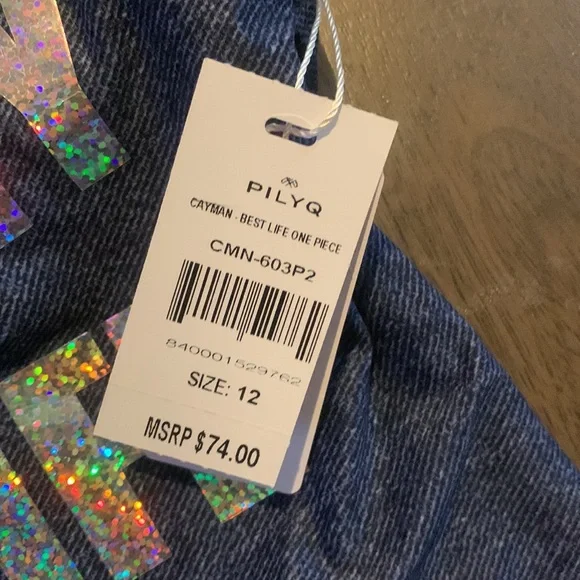 PILYQ
CAYMAN - BEST LIFE ONE PIECE
CMN-603P2
840001529762
SIZE: 12
MSRP $74.00